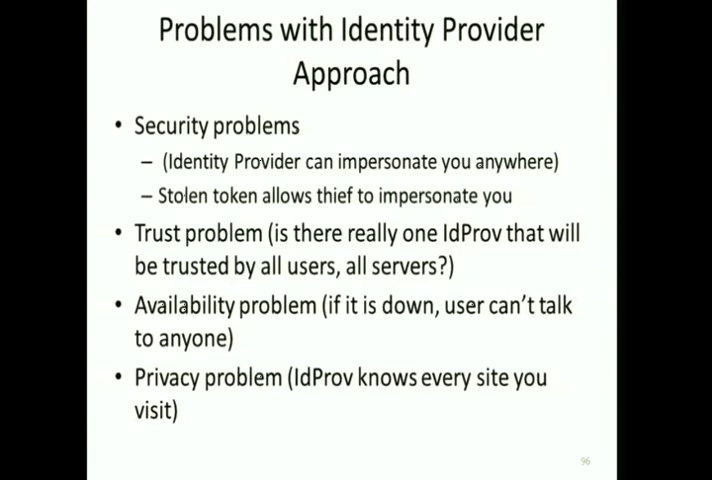 Problems with Identity Provider
Approach
• Security problems
– (Identity Provider can impersonate you anywhere)
– Stolen token allows thief to impersonate you
• Trust problem (is there really one IdProv that will
be trusted by all users, all servers?)
• Availability problem (if it is down, user can't talk
to anyone)
• Privacy problem (IdProv knows every site you
visit)
96